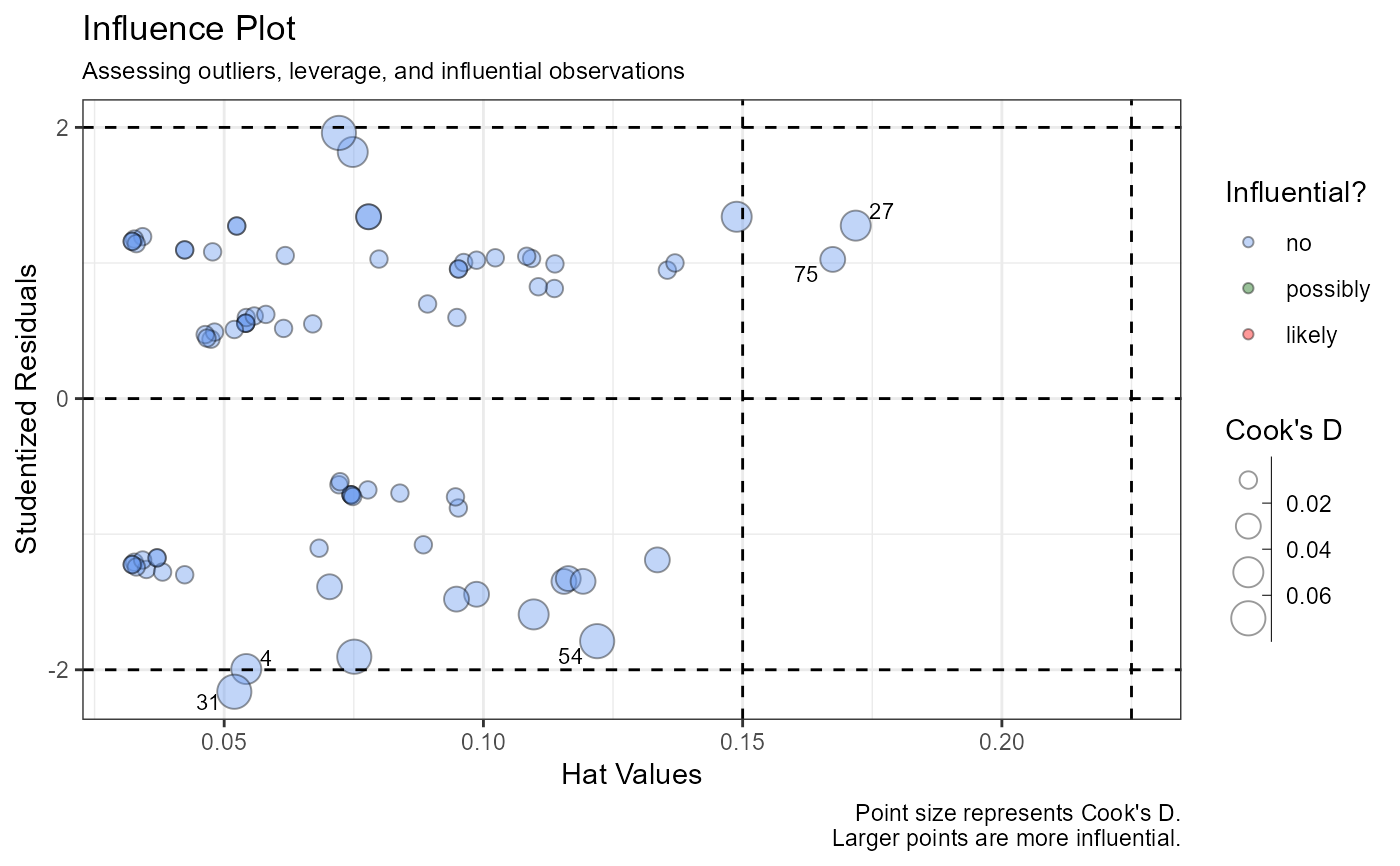 Influence Plot
Assessing outliers, leverage, and influential observations
2
0
-2
Studentized Residuals
27
75
4
54
31
0.05 0.10 0.15 0.20
Hat Values
Influential?
no
possibly
likely
Cook's D
0.02
0.04
0.06
Point size represents Cook's D.
Larger points are more influential.